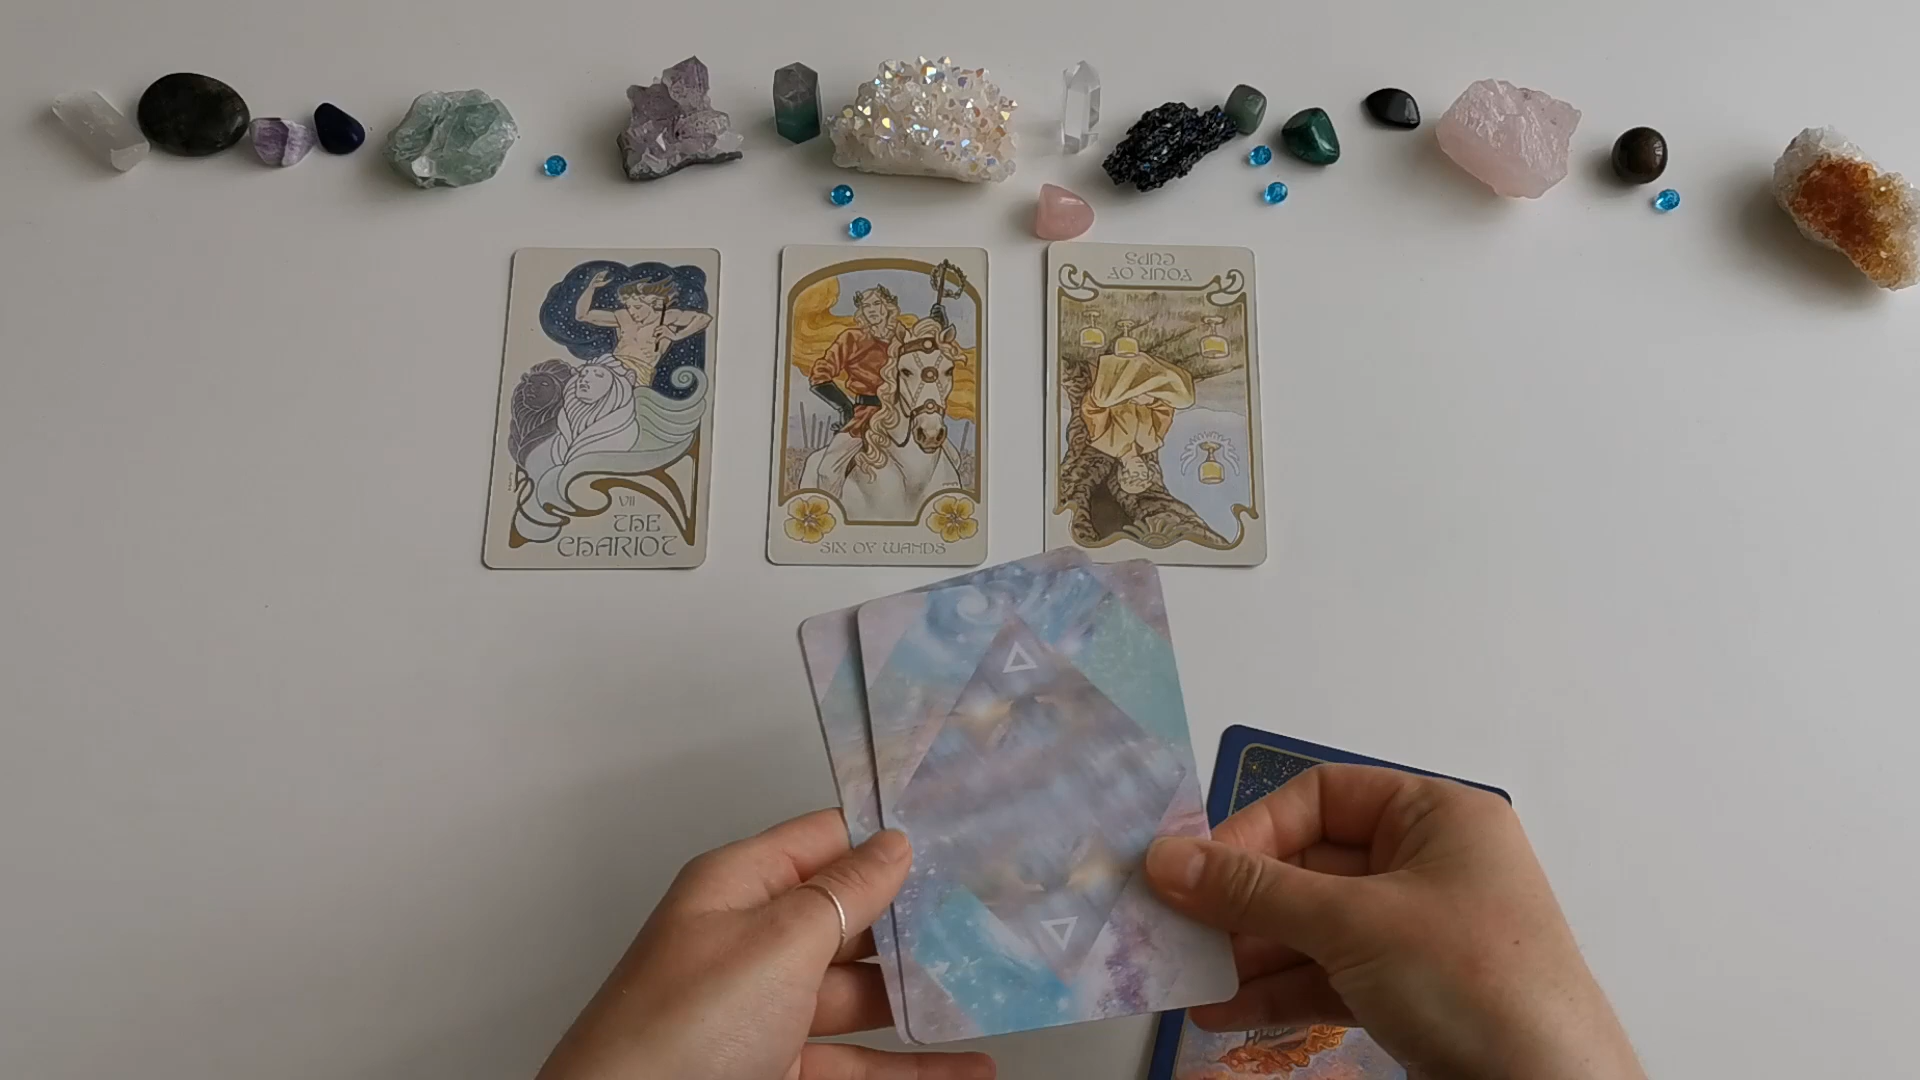 VII
THE
CHARIOT
SIX OF WANDS
FOUR OF
CUPS